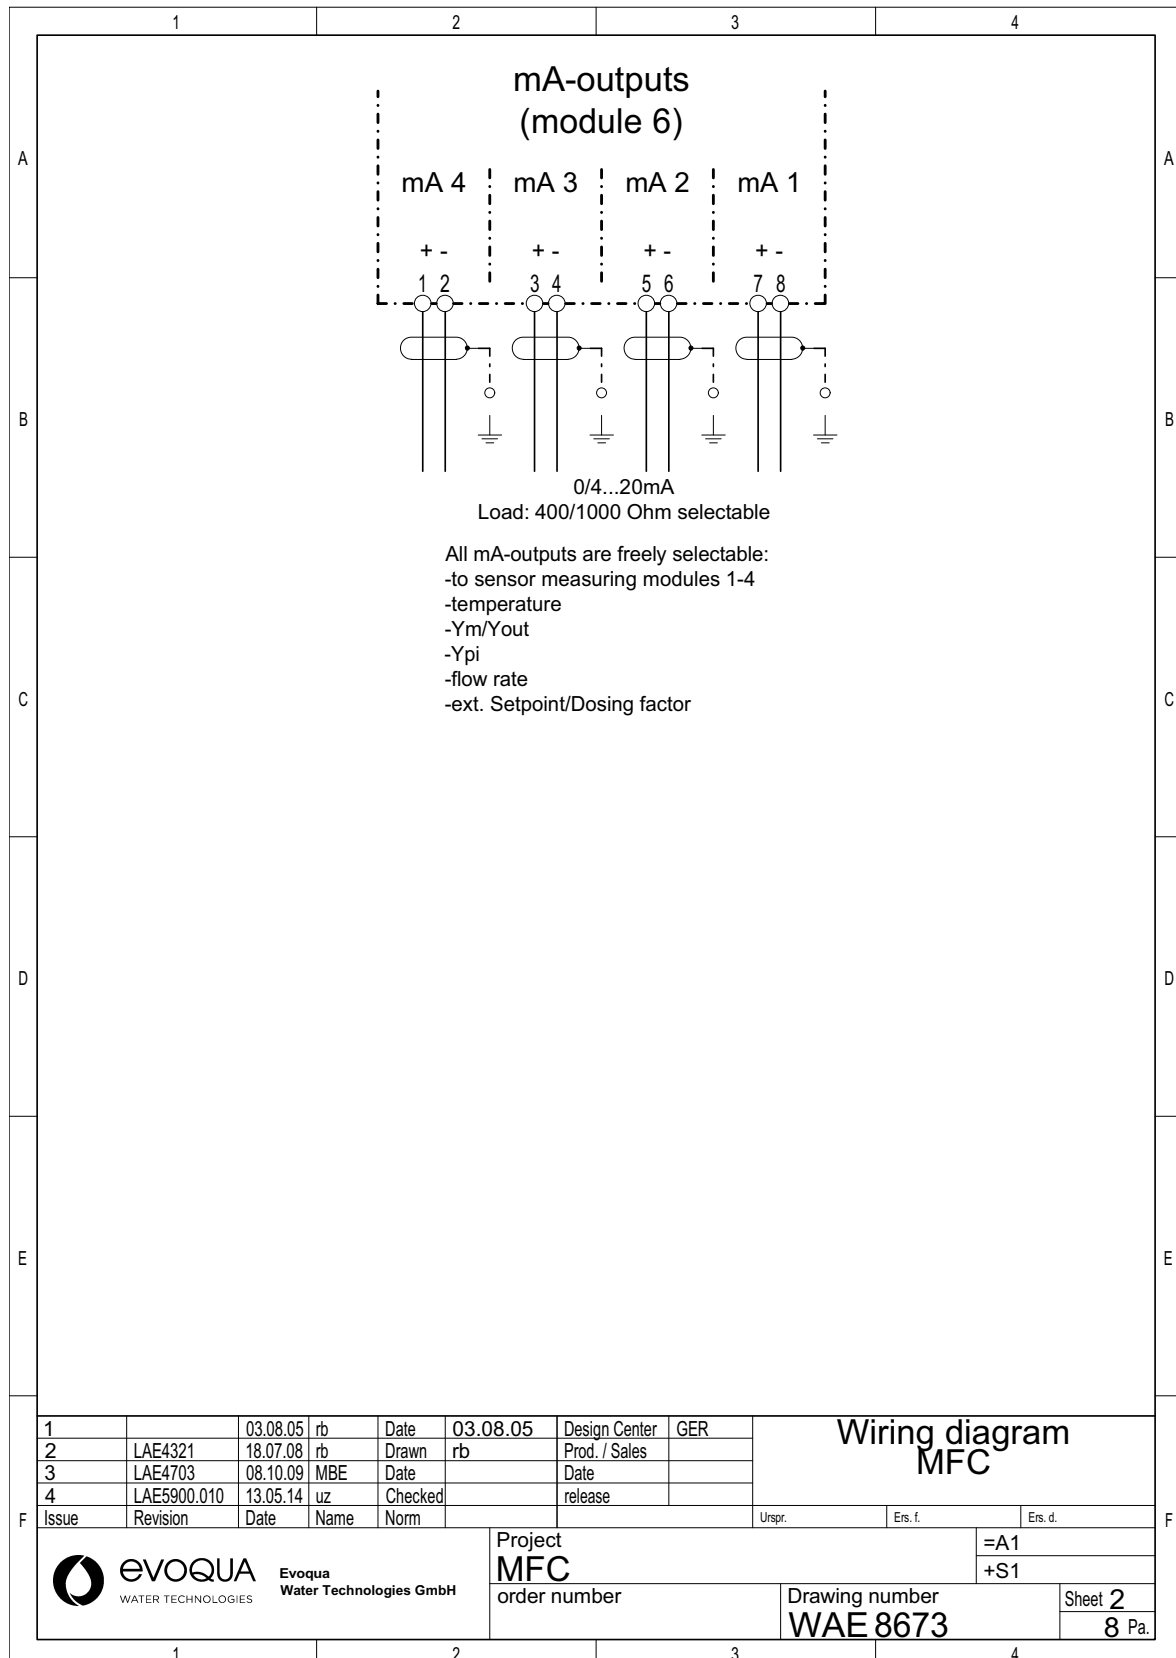 1 2 3 4
mA-outputs
(module 6)
A A
mA 4 mA 3 mA 2 mA 1
+ - + - + - + -
1 2 3 4 5 6 7 8
B B
0/4...20mA
Load: 400/1000 Ohm selectable
All mA-outputs are freely selectable:
-to sensor measuring modules 1-4
-temperature
-Ym/Yout
-Ypi
-flow rate
-ext. Setpoint/Dosing factor
C C
D D
E E
1 03.08.05 rb Date 03.08.05 Design Center GER
2 LAE4321 18.07.08 rb Drawn rb Prod. / Sales
3 LAE4703 08.10.09 MBE Date Date
4 LAE5900.010 13.05.14 uz Checked release
Issue Revision Date Name Norm
Wiring diagram
MFC
Urspr. Ers. f. Ers. d.
F F
evoqua
WATER TECHNOLOGIES
Evoqua
Water Technologies GmbH
Project
MFC
=A1
+S1
order number
Drawing number
WAE 8673
Sheet 2
8 Pa.
1 2 3 4